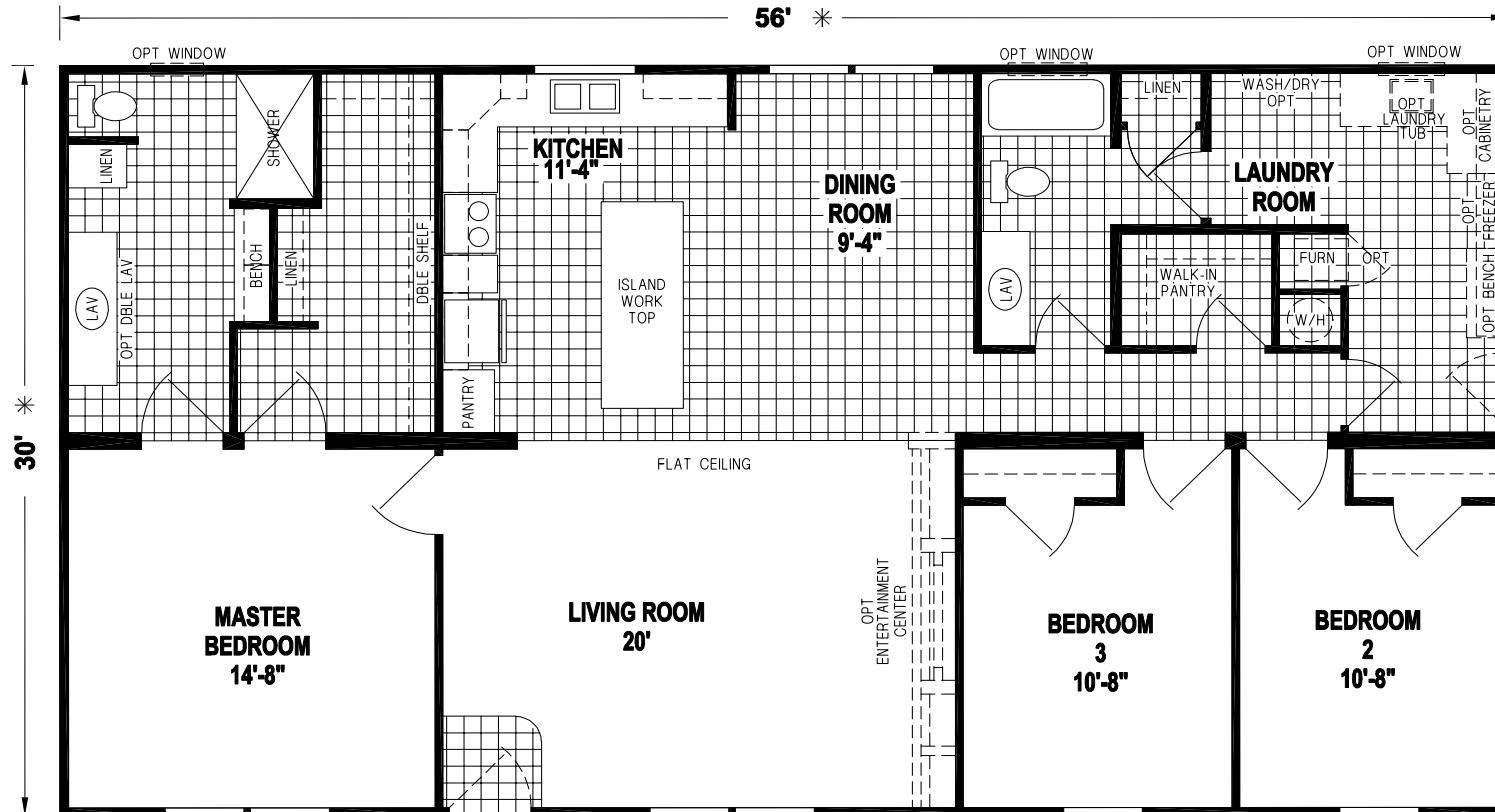 56' ✳
OPT WINDOW
OPT WINDOW
OPT WINDOW
SHOWER
LINEN
LINEN
WASH/DRY
OPT
OPT
LAUNDRY
TUB
OPT
CABINETRY
KITCHEN
11'-4"
LINEN
BENCH
DBLE SHELF
DINING
ROOM
9'-4"
LAUNDRY
ROOM
OPT
OPT BENCH FREEZER
LAV
OPT DBLE LAV
ISLAND
WORK
TOP
LAV
WALK-IN
PANTRY
FURN
OPT
W/H
PANTRY
✳
30'
FLAT CEILING
MASTER
BEDROOM
14'-8"
LIVING ROOM
20'
OPT
ENTERTAINMENT
CENTER
BEDROOM
3
10'-8"
BEDROOM
2
10'-8"